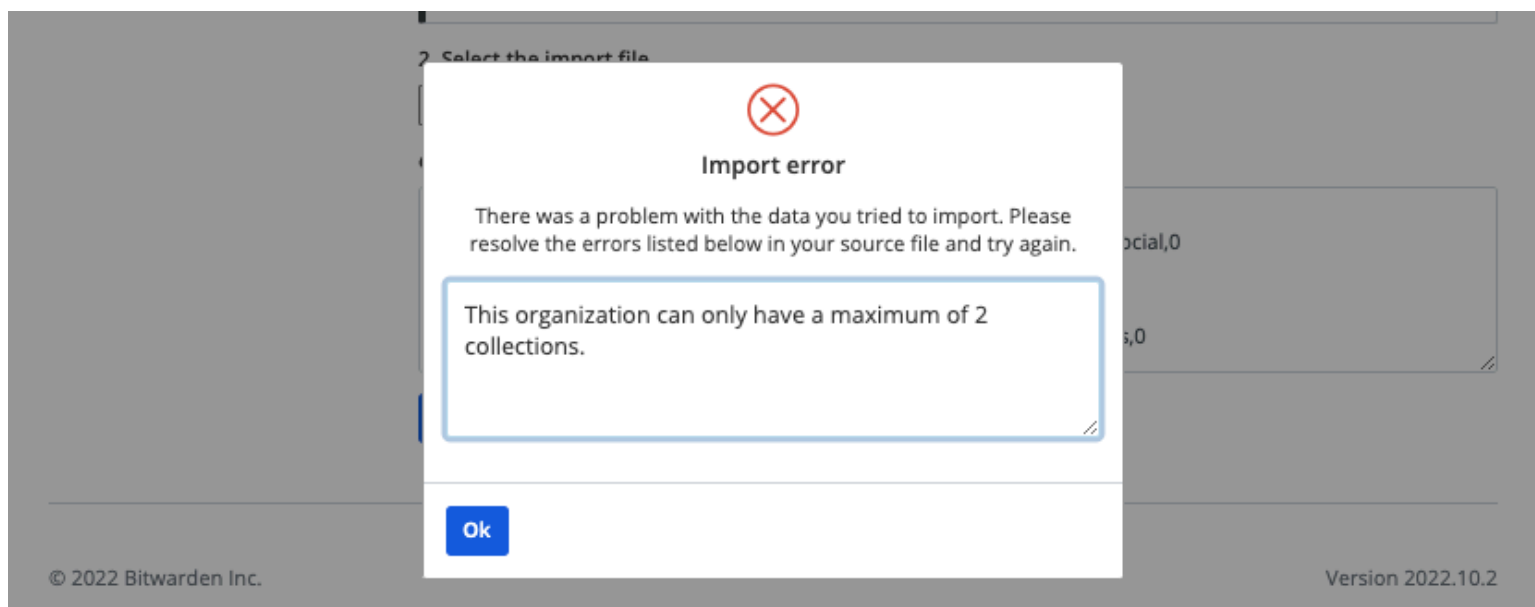 2. Select the import file
Import error
There was a problem with the data you tried to import. Please
resolve the errors listed below in your source file and try again.
ocial,0
This organization can only have a maximum of 2
collections.
s,0
Ok
© 2022 Bitwarden Inc.
Version 2022.10.2